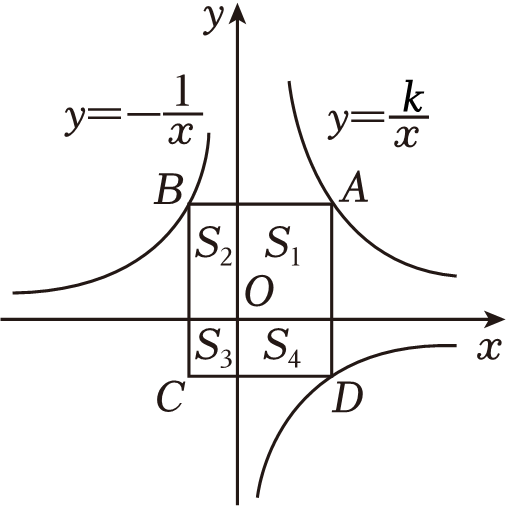 y
y=-1/x
y=k/x
B A
S₂ S₁
O
x
S₃ S₄
C D